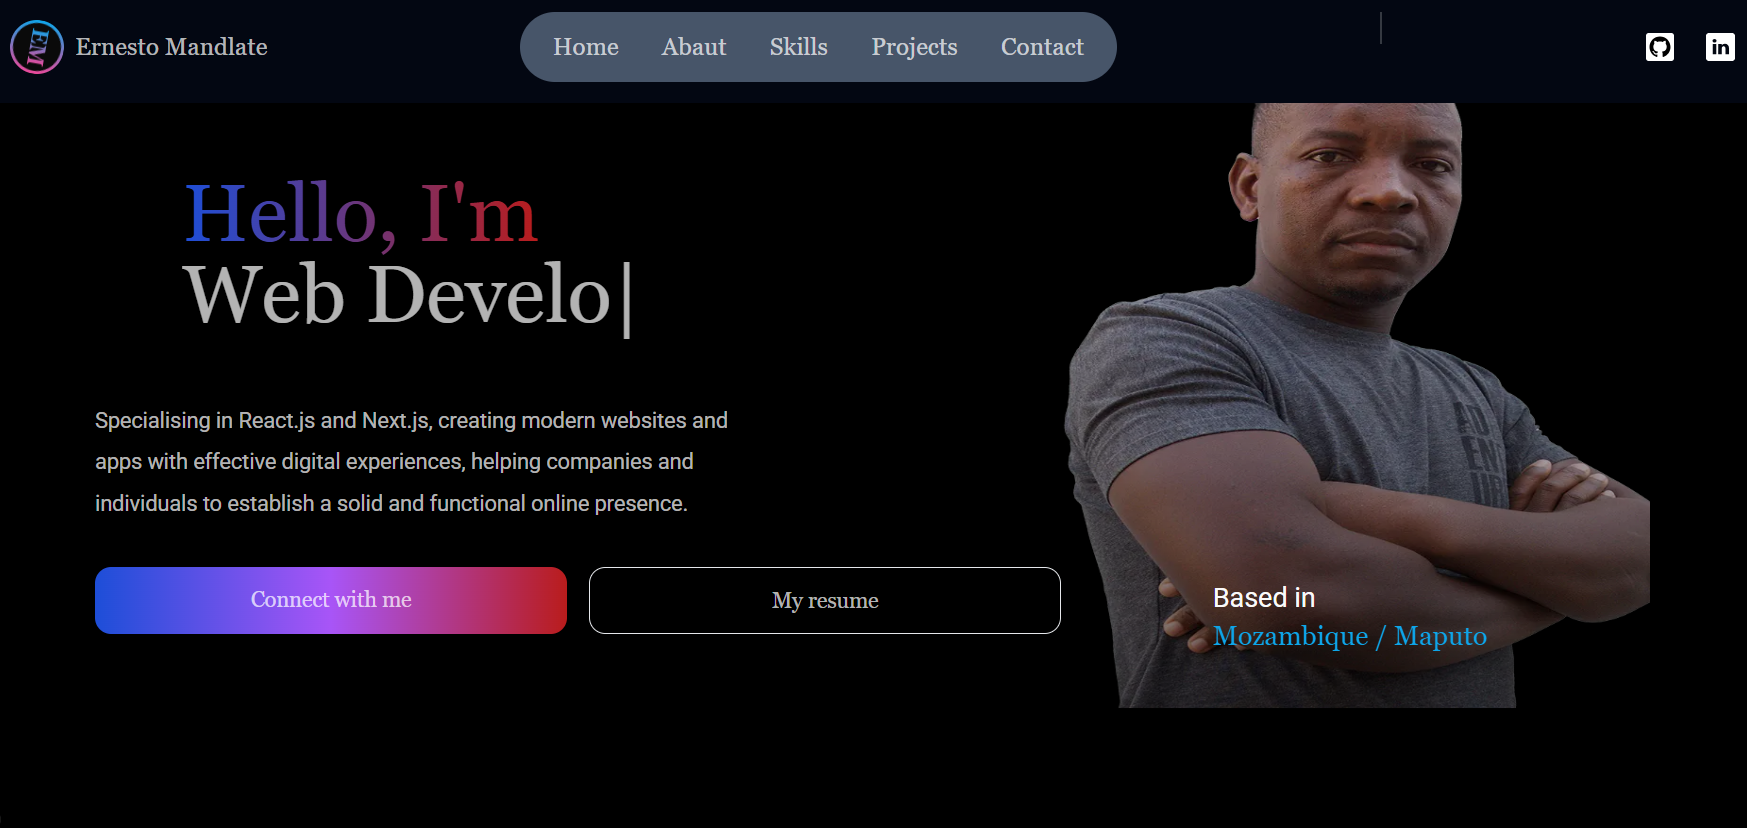 EM Ernesto Mandlate
Home Abaut Skills Projects Contact
in
Hello, I'm
Web Develo|
Specialising in React.js and Next.js, creating modern websites and
apps with effective digital experiences, helping companies and
individuals to establish a solid and functional online presence.
Connect with me
My resume
Based in
Mozambique / Maputo